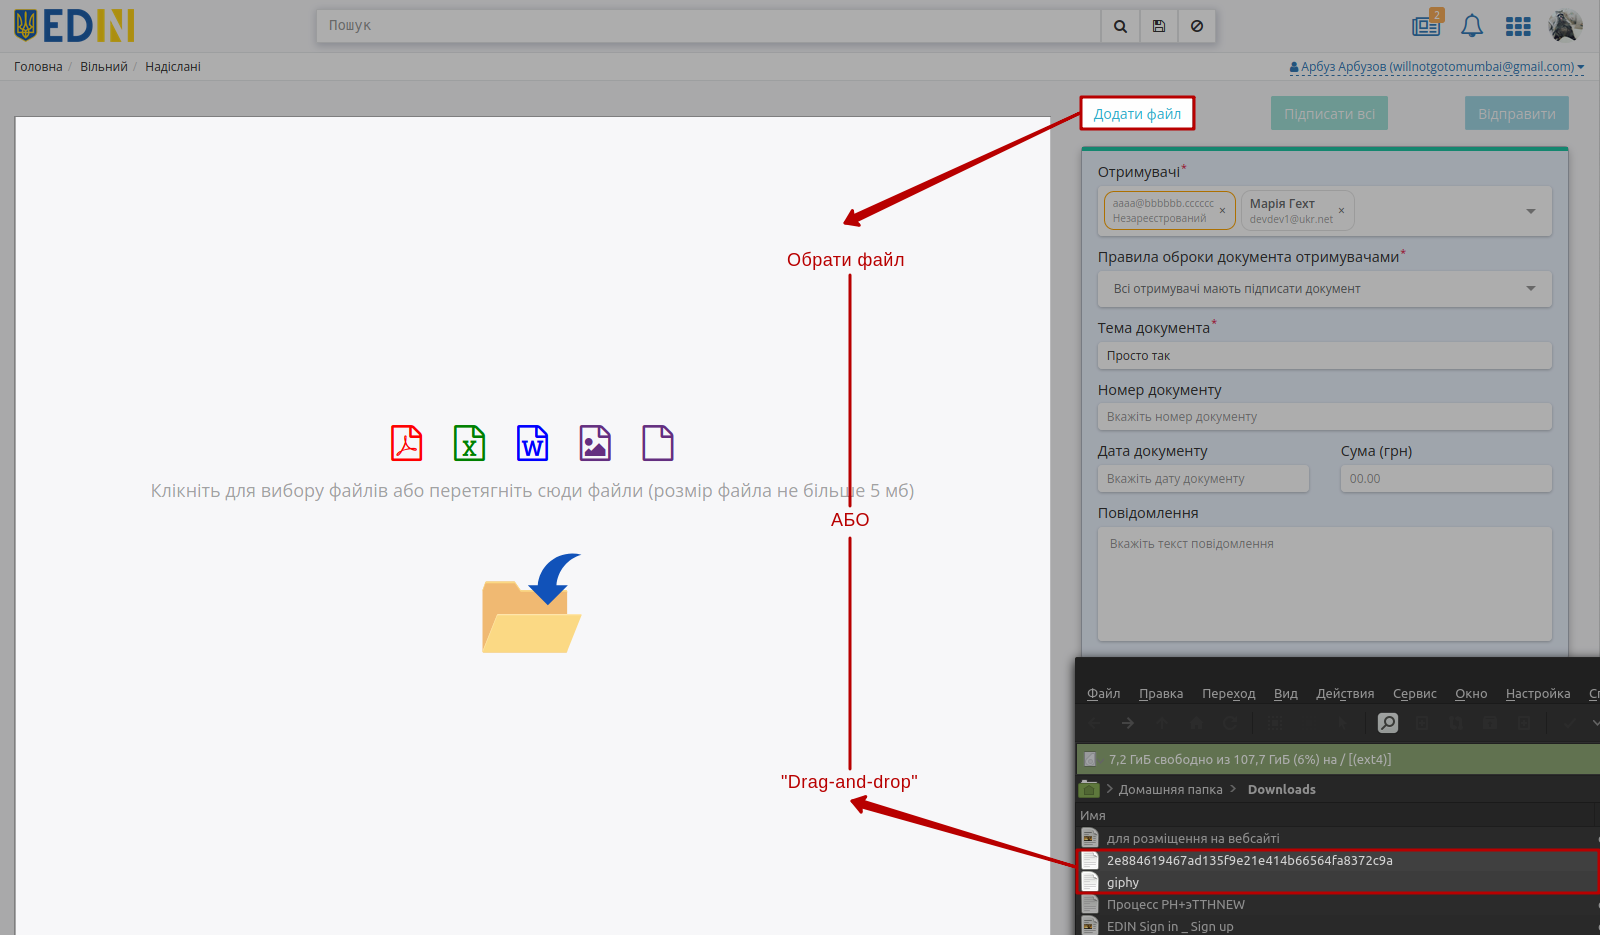 EDIN
Пошук
2
Головна / Вільний / Надіслані
Арбуз Арбузов (willnotgotomumbai@gmail.com)
Додати файл
Підписати всі
Відправити
Отримувачі*
aaaa@bbbbbb.cccccc ×
Незареєстрований
Марія Гехт ×
devdev1@ukr.net
Правила оброки документа отримувачами*
Всі отримувачі мають підписати документ
Тема документа*
Просто так
Номер документу
Вкажіть номер документу
Дата документу
Сума (грн)
Вкажіть дату документу
00.00
Повідомлення
Вкажіть текст повідомлення
Обрати файл
Клікніть для вибору файлів або перетягніть сюди файли (розмір файла не більше 5 мб)
АБО
"Drag-and-drop"
Файл Правка Переход Вид Действия Сервис Окно Настройка
7,2 ГиБ свободно из 107,7 ГиБ (6%) на / [(ext4)]
Домашняя папка > Downloads
Имя
для розміщення на вебсайті
2e884619467ad135f9e21e414b66564fa8372c9a
giphy
Процесс РН+эТТНNEW
EDIN Sign in _ Sign up